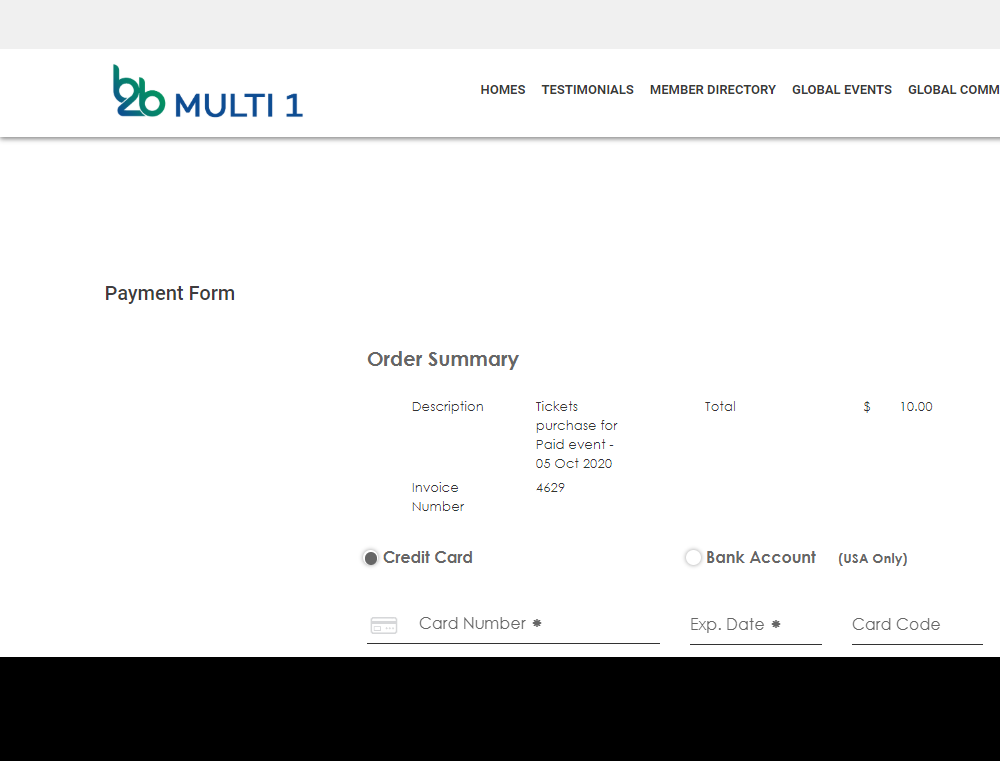 b2b MULTI 1
HOMES TESTIMONIALS MEMBER DIRECTORY GLOBAL EVENTS GLOBAL COMM
Payment Form
Order Summary
Description Tickets Total $ 10.00
purchase for
Paid event -
05 Oct 2020
Invoice 4629
Number
Credit Card Bank Account (USA Only)
Card Number * Exp. Date * Card Code